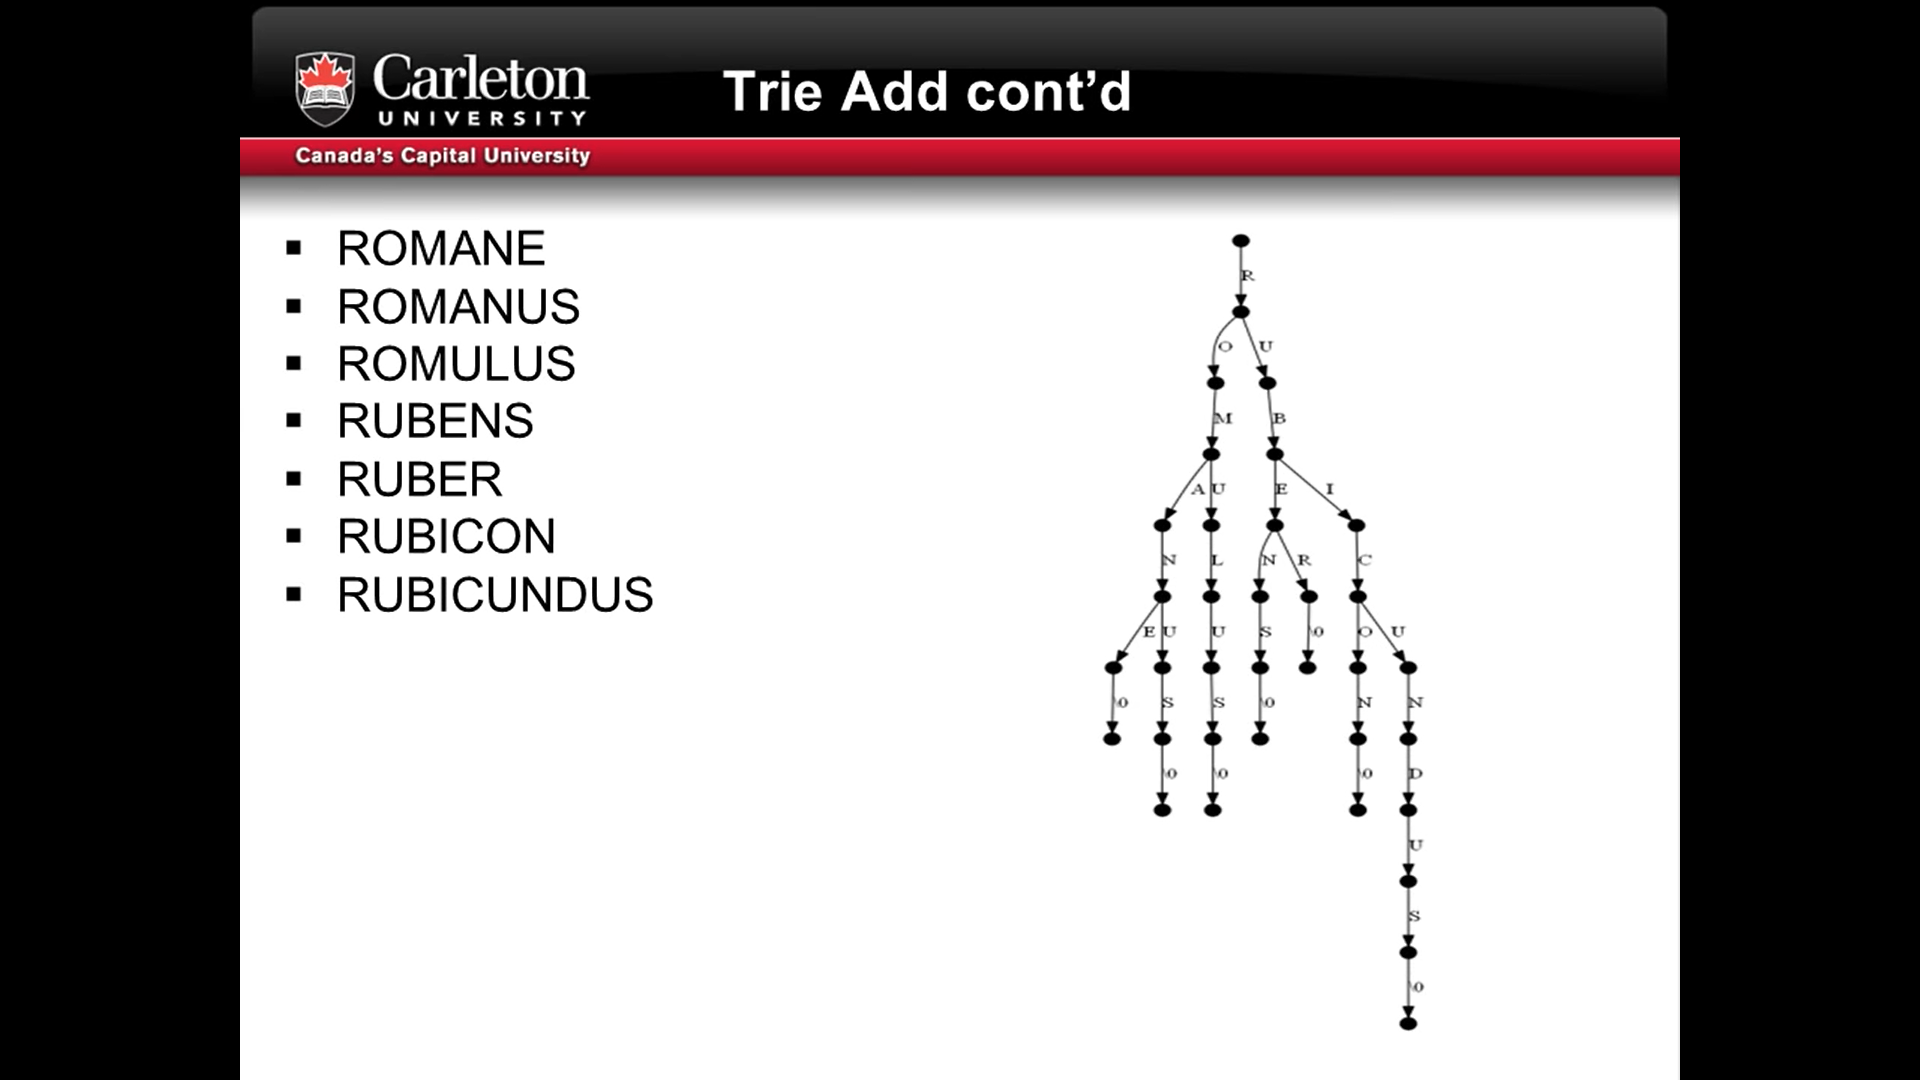 Carleton
UNIVERSITY
Canada's Capital University
Trie Add cont’d
▪ ROMANE
▪ ROMANUS
▪ ROMULUS
▪ RUBENS
▪ RUBER
▪ RUBICON
▪ RUBICUNDUS
R
O U
M B
A U E I
N L N R C
E U U S \0 O U
\0 S S \0 N N
\0 \0 \0 D
U
S
\0